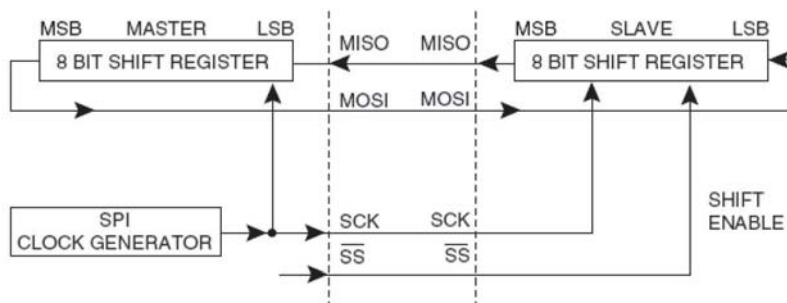 MSB MASTER LSB
MISO MISO
MSB SLAVE LSB
8 BIT SHIFT REGISTER
8 BIT SHIFT REGISTER
MOSI MOSI
SHIFT
ENABLE
SPI
CLOCK GENERATOR
SCK SCK
SS SS